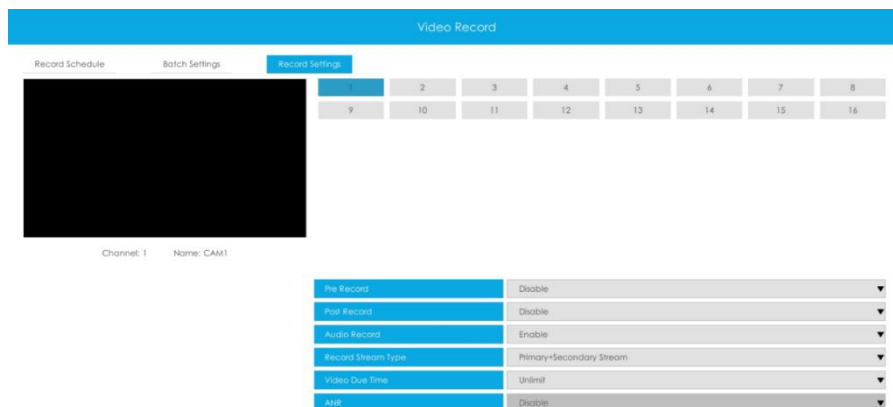 Video Record
Record Schedule Batch Settings Record Settings
1 2 3 4 5 6 7 8
9 10 11 12 13 14 15 16
Channel: 1 Name: CAM1
Pre Record Disable
Post Record Disable
Audio Record Enable
Record Stream Type Primary+Secondary Stream
Video Due Time Unlimit
ANR Disable